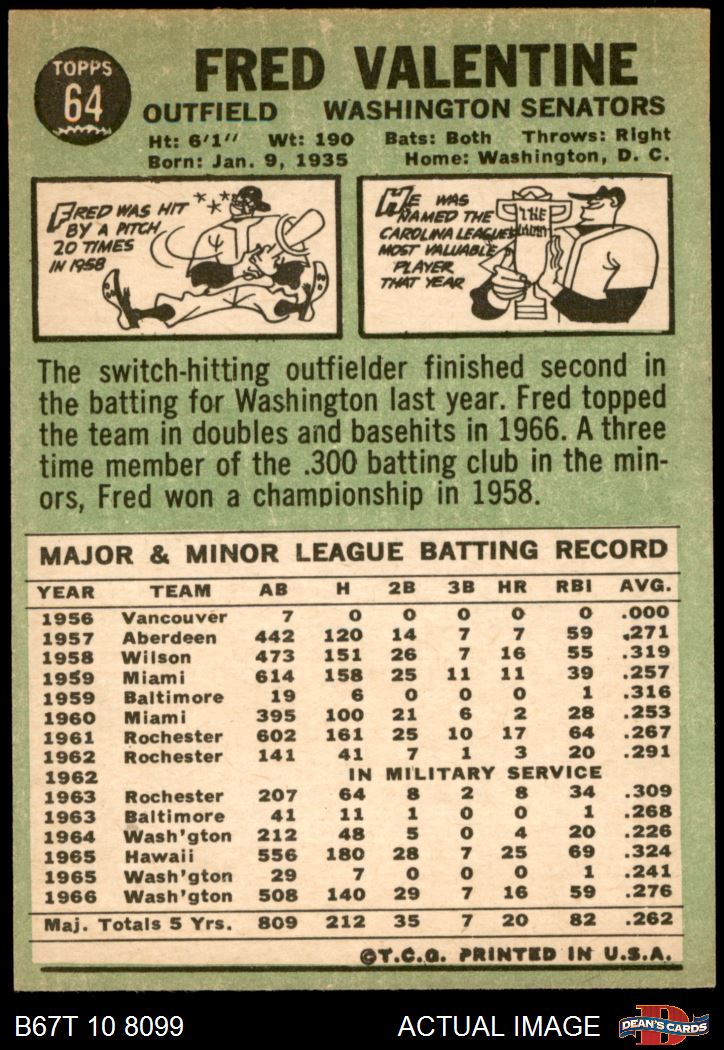 TOPPS
64
FRED VALENTINE
OUTFIELD WASHINGTON SENATORS
Ht: 6'1" Wt: 190 Bats: Both Throws: Right
Born: Jan. 9, 1935 Home: Washington, D. C.
FRED WAS HIT
BY A PITCH
20 TIMES
IN 1958
HE WAS
NAMED THE
CAROLINA LEAGUE'S
MOST VALUABLE
PLAYER
THAT YEAR
THE
The switch-hitting outfielder finished second in
the batting for Washington last year. Fred topped
the team in doubles and basehits in 1966. A three
time member of the .300 batting club in the min-
ors, Fred won a championship in 1958.
MAJOR & MINOR LEAGUE BATTING RECORD
YEAR TEAM AB H 2B 3B HR RBI AVG.
1956 Vancouver 7 0 0 0 0 0 .000
1957 Aberdeen 442 120 14 7 7 59 .271
1958 Wilson 473 151 26 7 16 55 .319
1959 Miami 614 158 25 11 11 39 .257
1959 Baltimore 19 6 0 0 0 1 .316
1960 Miami 395 100 21 6 2 28 .253
1961 Rochester 602 161 25 10 17 64 .267
1962 Rochester 141 41 7 1 3 20 .291
1962 IN MILITARY SERVICE
1963 Rochester 207 64 8 2 8 34 .309
1963 Baltimore 41 11 1 0 0 1 .268
1964 Wash'gton 212 48 5 0 4 20 .226
1965 Hawaii 556 180 28 7 25 69 .324
1965 Wash'gton 29 7 0 0 0 1 .241
1966 Wash'gton 508 140 29 7 16 59 .276
Maj. Totals 5 Yrs. 809 212 35 7 20 82 .262
©T.C.G. PRINTED IN U.S.A.
B67T 10 8099 ACTUAL IMAGE
DEAN'S CARDS